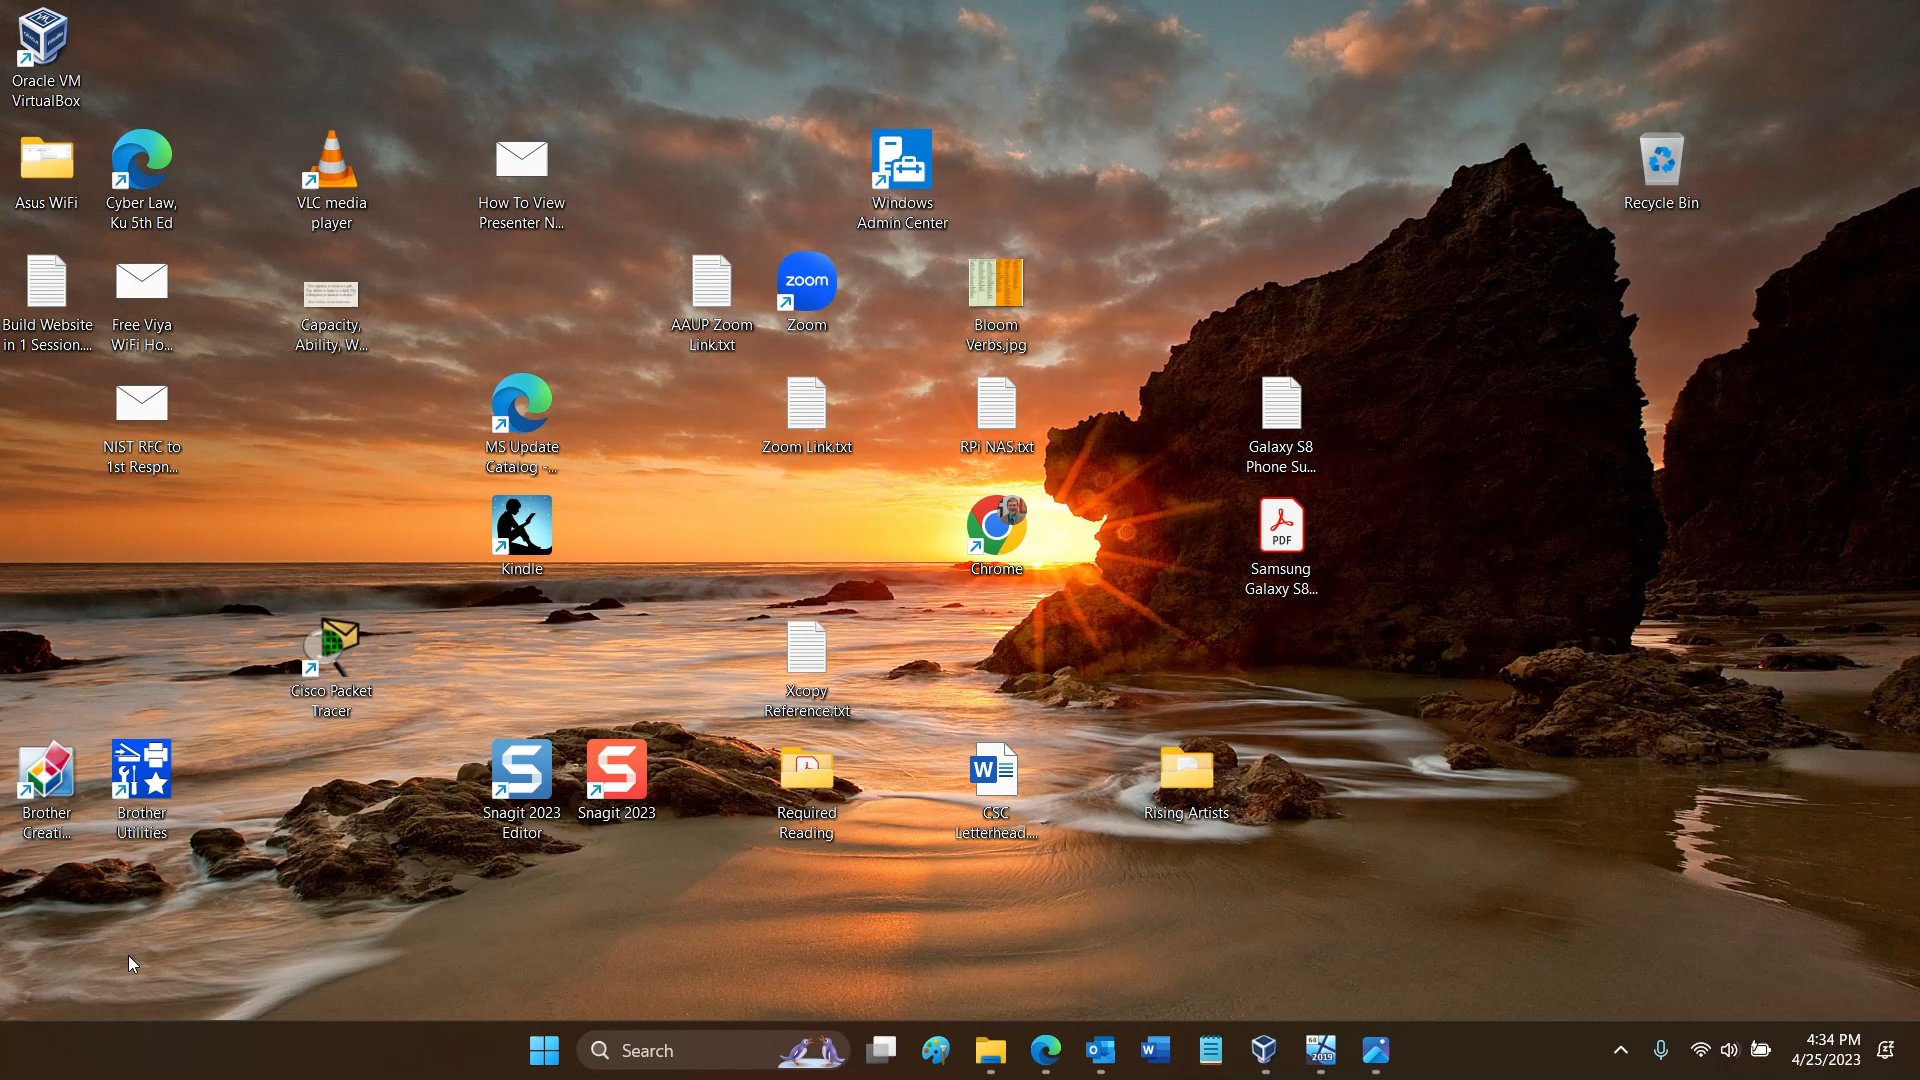 Oracle VM
VirtualBox
Asus WiFi
Cyber Law,
Ku 5th Ed
VLC media
player
How To View
Presenter N...
Windows
Admin Center
Recycle Bin
Build Website
in 1 Session....
Free Viya
WiFi Ho...
Capacity,
Ability, W...
AAUP Zoom
Link.txt
zoom
Zoom
Bloom
Verbs.jpg
NIST RFC to
1st Respn...
MS Update
Catalog -...
Zoom Link.txt
RPi NAS.txt
Galaxy S8
Phone Su...
Kindle
Chrome
PDF
Samsung
Galaxy S8...
Cisco Packet
Tracer
Xcopy
Reference.txt
Brother
Creati...
Brother
Utilities
S
Snagit 2023
Editor
S
Snagit 2023
Required
Reading
W
CSC
Letterhead....
Rising Artists
Search
W
64
2019
4:34 PM
4/25/2023